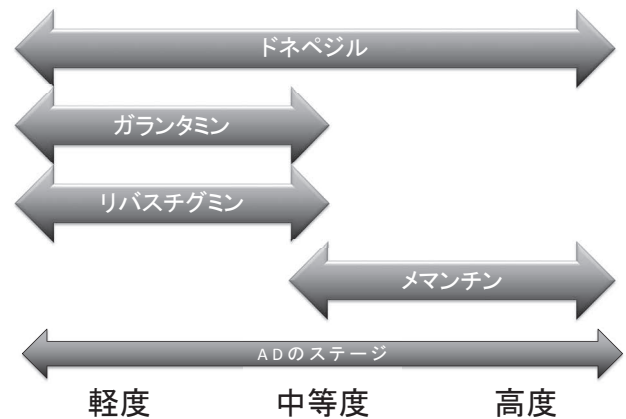 ドネペジル
ガランタミン
リバスチグミン
メマンチン
ADのステージ
軽度 中等度 高度